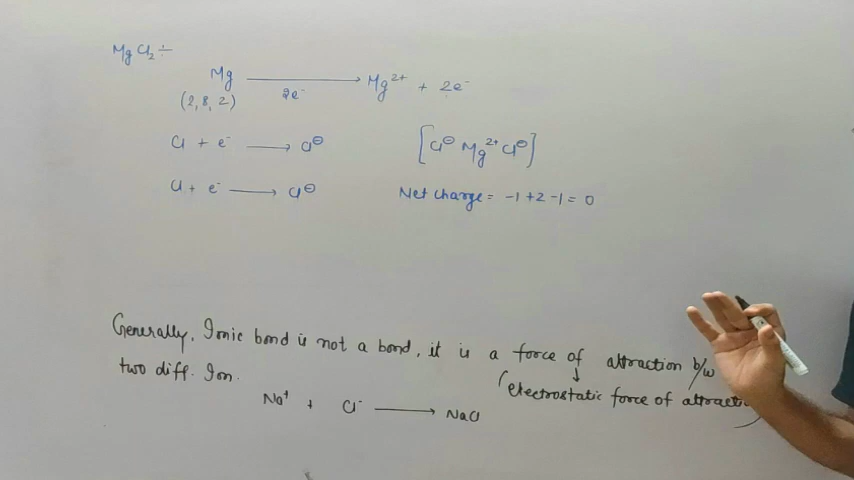 MgCl₂ :-
Mg ⟶ Mg²⁺ + 2e⁻
(2, 8, 2) 2e⁻
Cl + e⁻ ⟶ Cl⊖ [Cl⊖ Mg²⁺ Cl⊖]
Cl + e⁻ ⟶ Cl⊖ Net charge = -1 +2 -1 = 0
Generally, Ionic bond is not a bond, it is a force of attraction b/w
two diff. Ion. (electrostatic force of attraction)
Na⁺ + Cl⁻ ⟶ NaCl